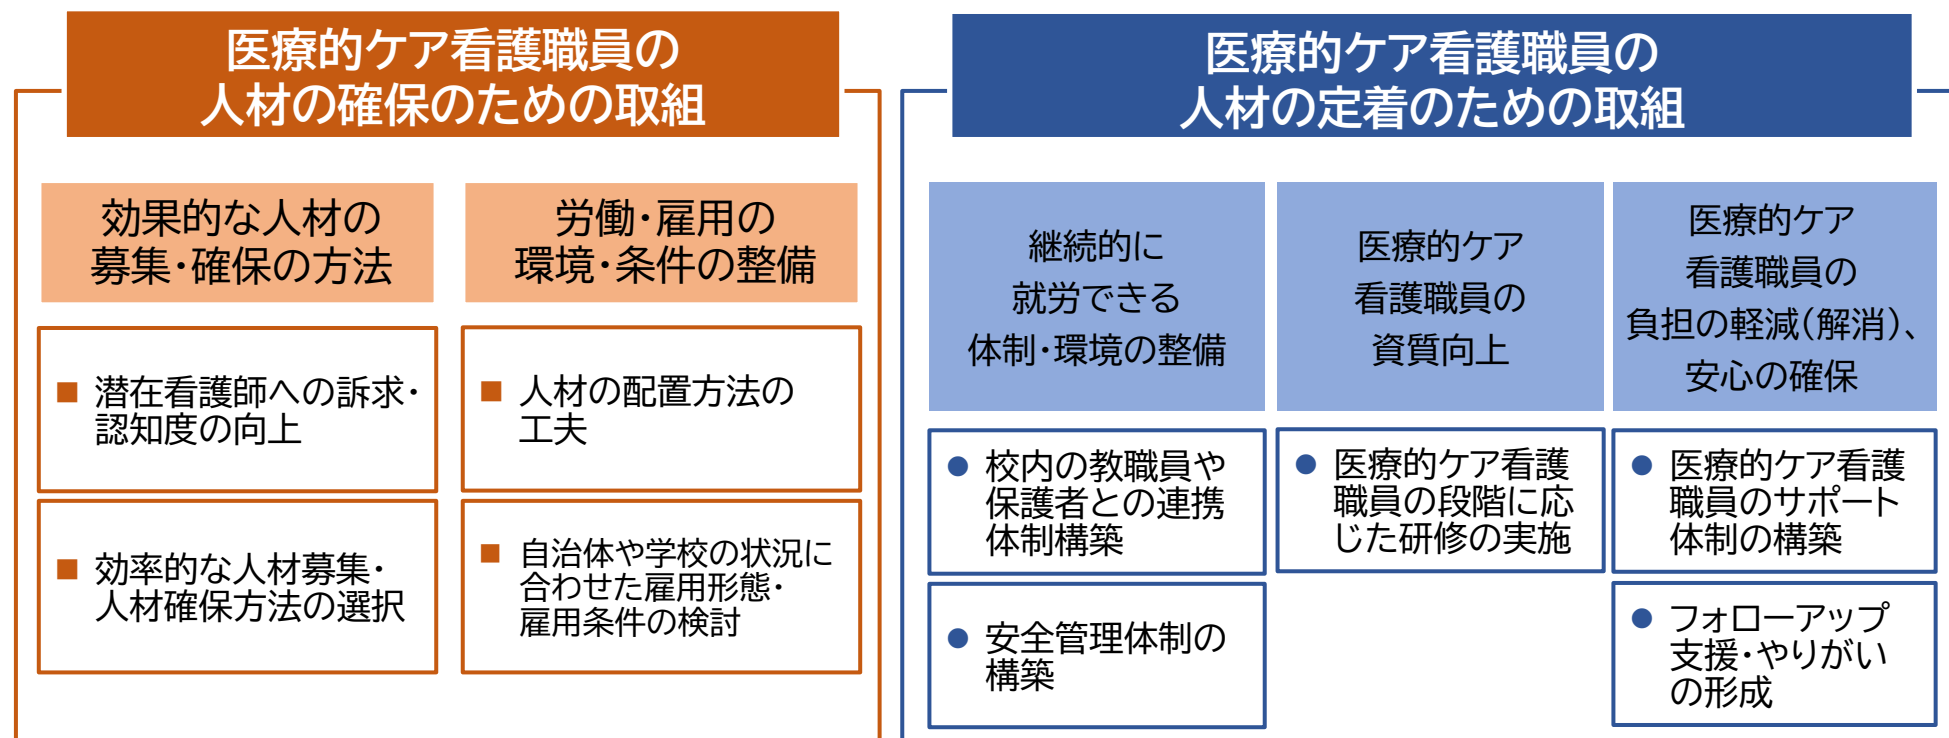 医療的ケア看護職員の
人材の確保のための取組
効果的な人材の
募集・確保の方法
■ 潜在看護師への訴求・
認知度の向上
■ 効率的な人材募集・
人材確保方法の選択
労働・雇用の
環境・条件の整備
■ 人材の配置方法の
工夫
■ 自治体や学校の状況に
合わせた雇用形態・
雇用条件の検討
医療的ケア看護職員の
人材の定着のための取組
継続的に
就労できる
体制・環境の整備
● 校内の教職員や
保護者との連携
体制構築
● 安全管理体制の
構築
医療的ケア
看護職員の
資質向上
● 医療的ケア看護
職員の段階に応
じた研修の実施
医療的ケア
看護職員の
負担の軽減(解消)、
安心の確保
● 医療的ケア看護
職員のサポート
体制の構築
● フォローアップ
支援・やりがい
の形成